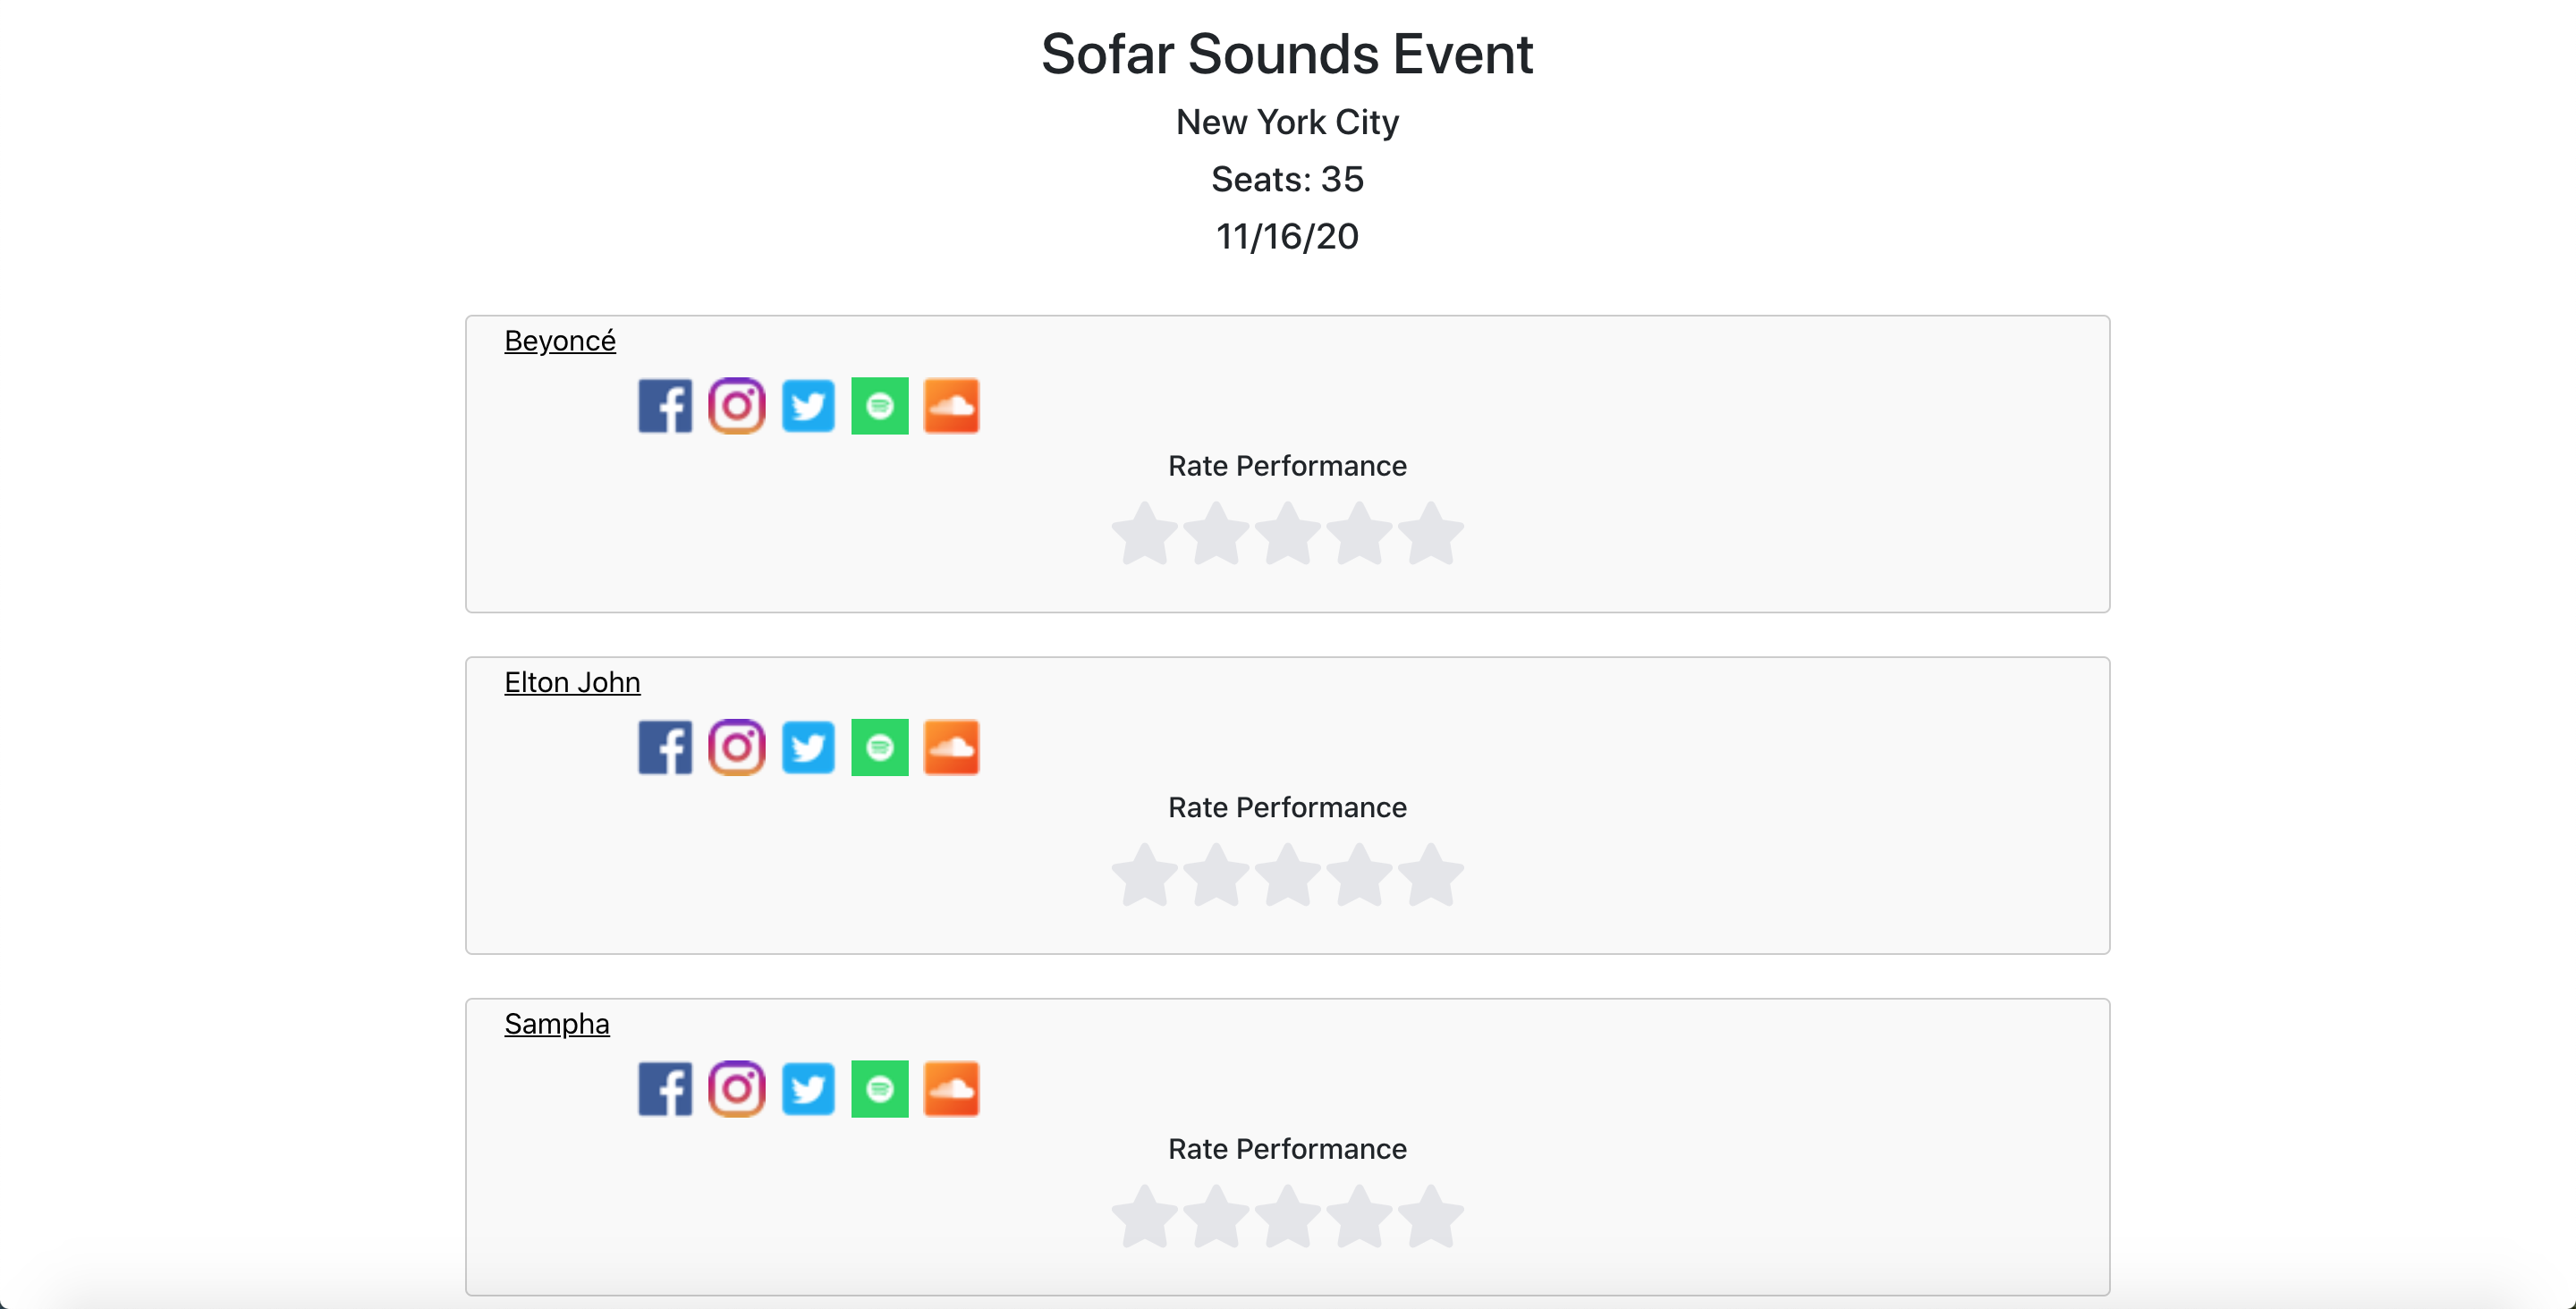 Sofar Sounds Event
New York City
Seats: 35
11/16/20
Beyoncé
Rate Performance
Elton John
Rate Performance
Sampha
Rate Performance